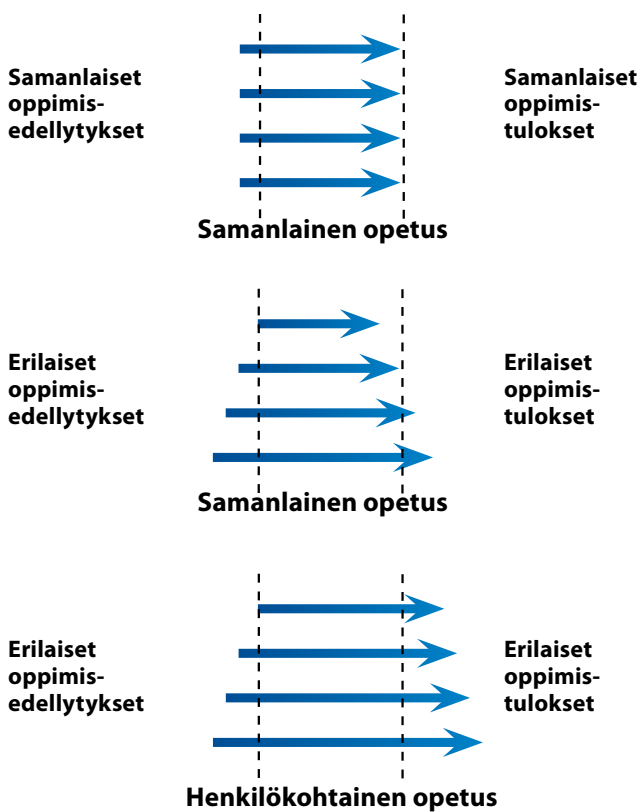 Samanlaiset
oppimis-
edellytykset
Samanlaiset
oppimis-
tulokset
Samanlainen opetus
Erilaiset
oppimis-
edellytykset
Erilaiset
oppimis-
tulokset
Samanlainen opetus
Erilaiset
oppimis-
edellytykset
Erilaiset
oppimis-
tulokset
Henkilökohtainen opetus